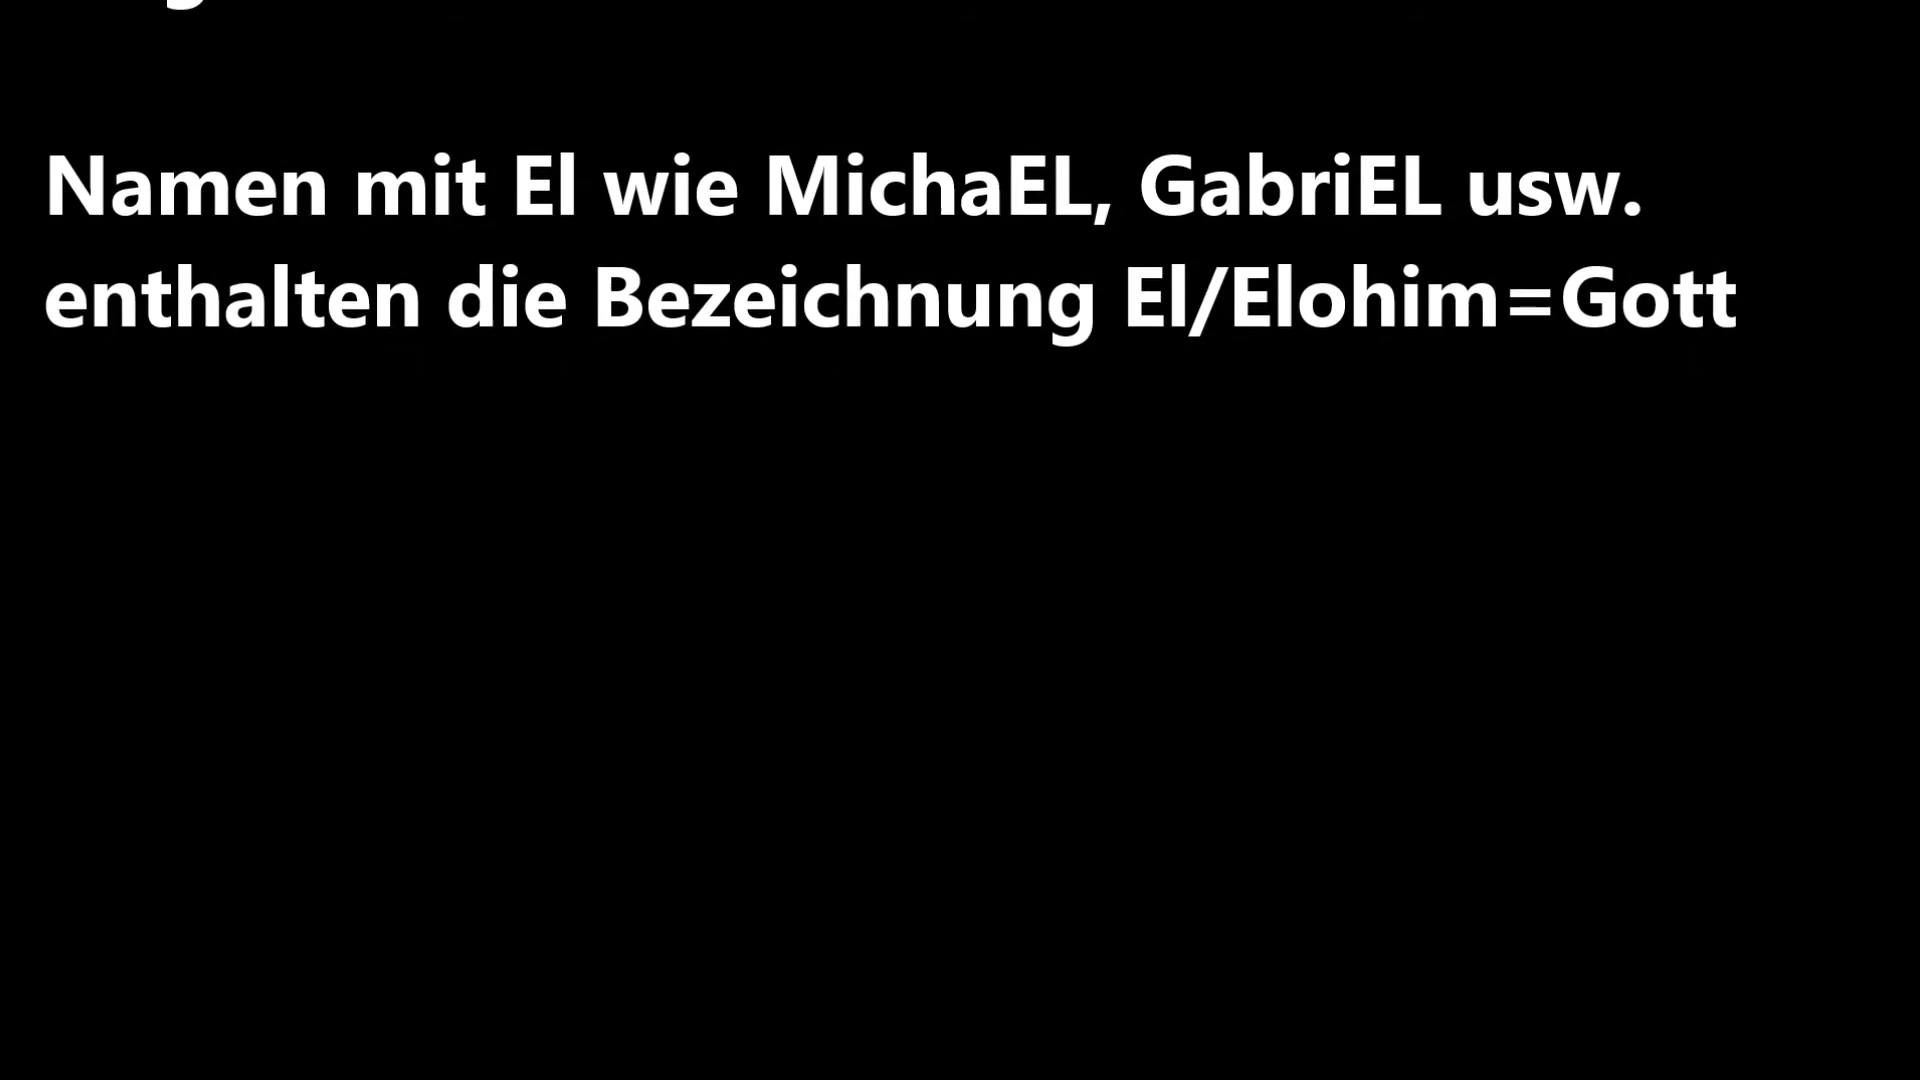 Namen mit El wie MichaEL, GabriEL usw.
enthalten die Bezeichnung El/Elohim=Gott